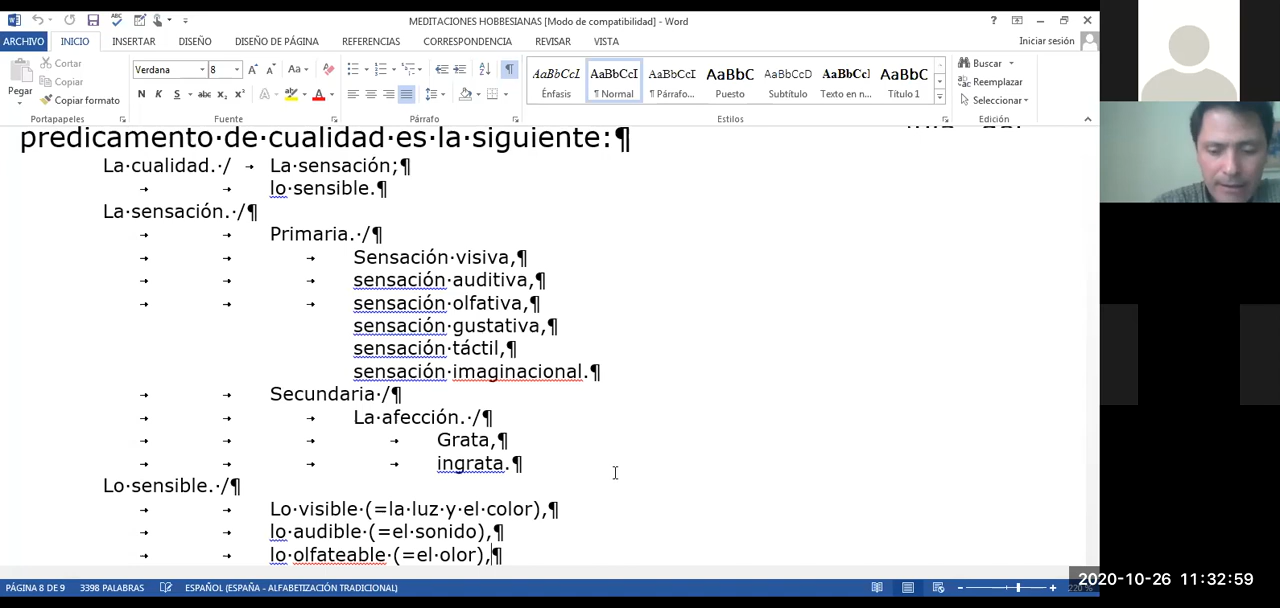 MEDITACIONES HOBBESIANAS [Modo de compatibilidad] - Word
ARCHIVO INICIO INSERTAR DISEÑO DISEÑO DE PÁGINA REFERENCIAS CORRESPONDENCIA REVISAR VISTA Iniciar sesión
Pegar
Cortar
Copiar
Copiar formato
Portapapeles
Verdana 8
Fuente
Párrafo
AaBbCcI Énfasis
AaBbCcI ¶ Normal
AaBbCcI ¶ Párrafo...
AaBbC Puesto
AaBbCcD Subtítulo
AaBbCcI Texto en n...
AaBbC Título 1
Estilos
Buscar
Reemplazar
Seleccionar
Edición
predicamento·de·cualidad·es·la·siguiente:¶
La·cualidad.·/ → La·sensación;¶
→ → lo·sensible.¶
La·sensación.·/¶
→ → Primaria.·/¶
→ → → Sensación·visiva,¶
→ → → sensación·auditiva,¶
→ → → sensación·olfativa,¶
sensación·gustativa,¶
sensación·táctil,¶
sensación·imaginacional.¶
→ → Secundaria·/¶
→ → → La·afección.·/¶
→ → → → Grata,¶
→ → → → ingrata.¶
Lo·sensible.·/¶
→ → Lo·visible·(=la·luz·y·el·color),¶
→ → lo·audible·(=el·sonido),¶
→ → lo·olfateable·(=el·olor),¶
PÁGINA 8 DE 9 3398 PALABRAS ESPAÑOL (ESPAÑA - ALFABETIZACIÓN TRADICIONAL) 220 %
2020-10-26 11:32:59